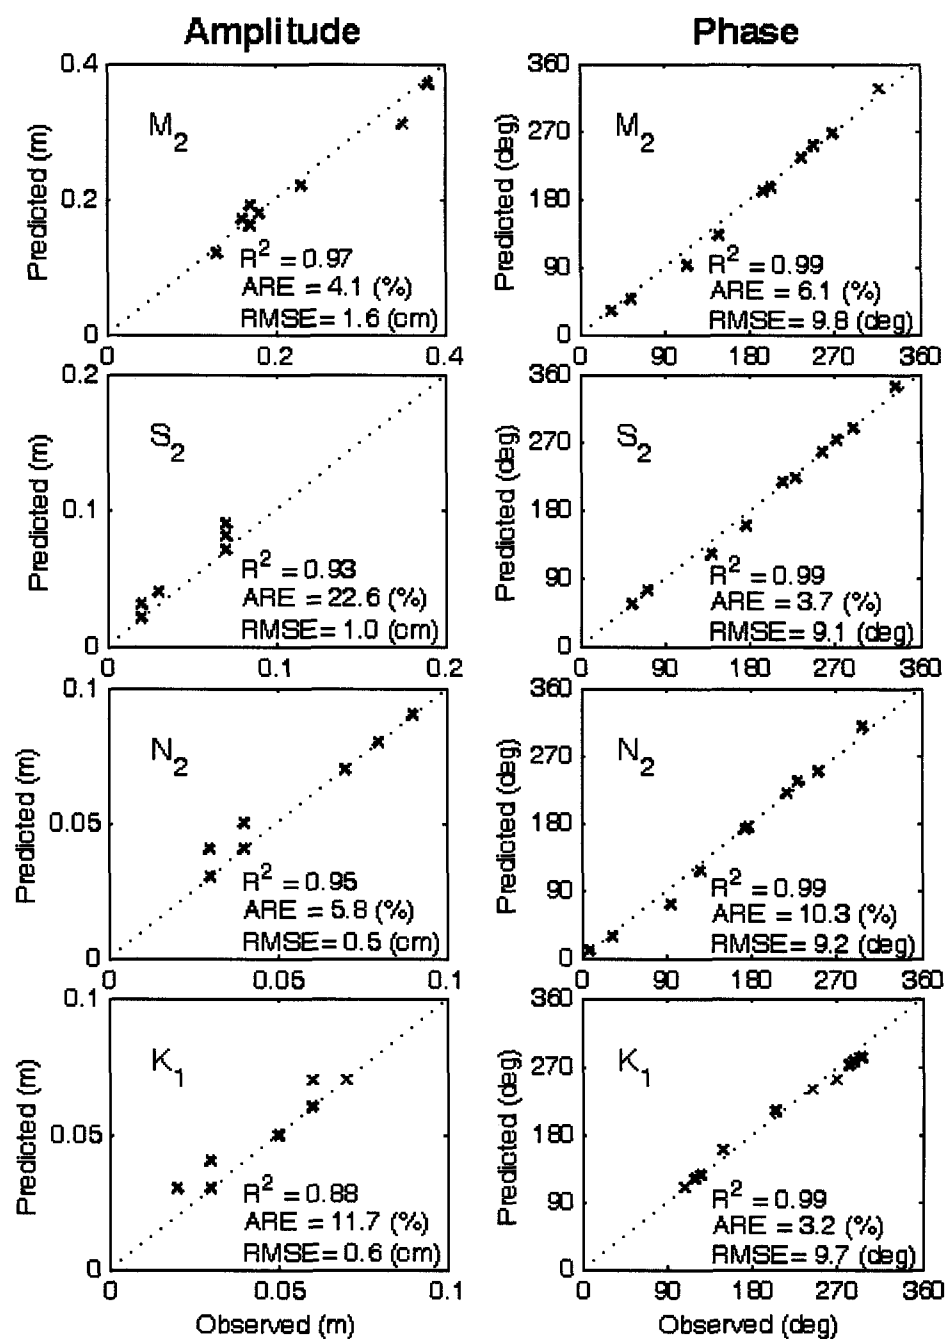 Amplitude
Phase
0.4
0.2
0
Predicted (m)
M2
R2 = 0.97
ARE = 4.1 (%)
RMSE = 1.6 (cm)
0 0.2 0.4
360
270
180
90
0
Predicted (deg)
M2
R2 = 0.99
ARE = 6.1 (%)
RMSE = 9.8 (deg)
0 90 180 270 360
0.2
0.1
0
Predicted (m)
S2
R2 = 0.93
ARE = 22.6 (%)
RMSE = 1.0 (cm)
0 0.1 0.2
360
270
180
90
0
Predicted (deg)
S2
R2 = 0.99
ARE = 3.7 (%)
RMSE = 9.1 (deg)
0 90 180 270 360
0.1
0.05
0
Predicted (m)
N2
R2 = 0.95
ARE = 5.8 (%)
RMSE = 0.5 (cm)
0 0.05 0.1
360
270
180
90
0
Predicted (deg)
N2
R2 = 0.99
ARE = 10.3 (%)
RMSE = 9.2 (deg)
0 90 180 270 360
0.1
0.05
0
Predicted (m)
K1
R2 = 0.88
ARE = 11.7 (%)
RMSE = 0.6 (cm)
0 0.05 0.1
Observed (m)
360
270
180
90
0
Predicted (deg)
K1
R2 = 0.99
ARE = 3.2 (%)
RMSE = 9.7 (deg)
0 90 180 270 360
Observed (deg)